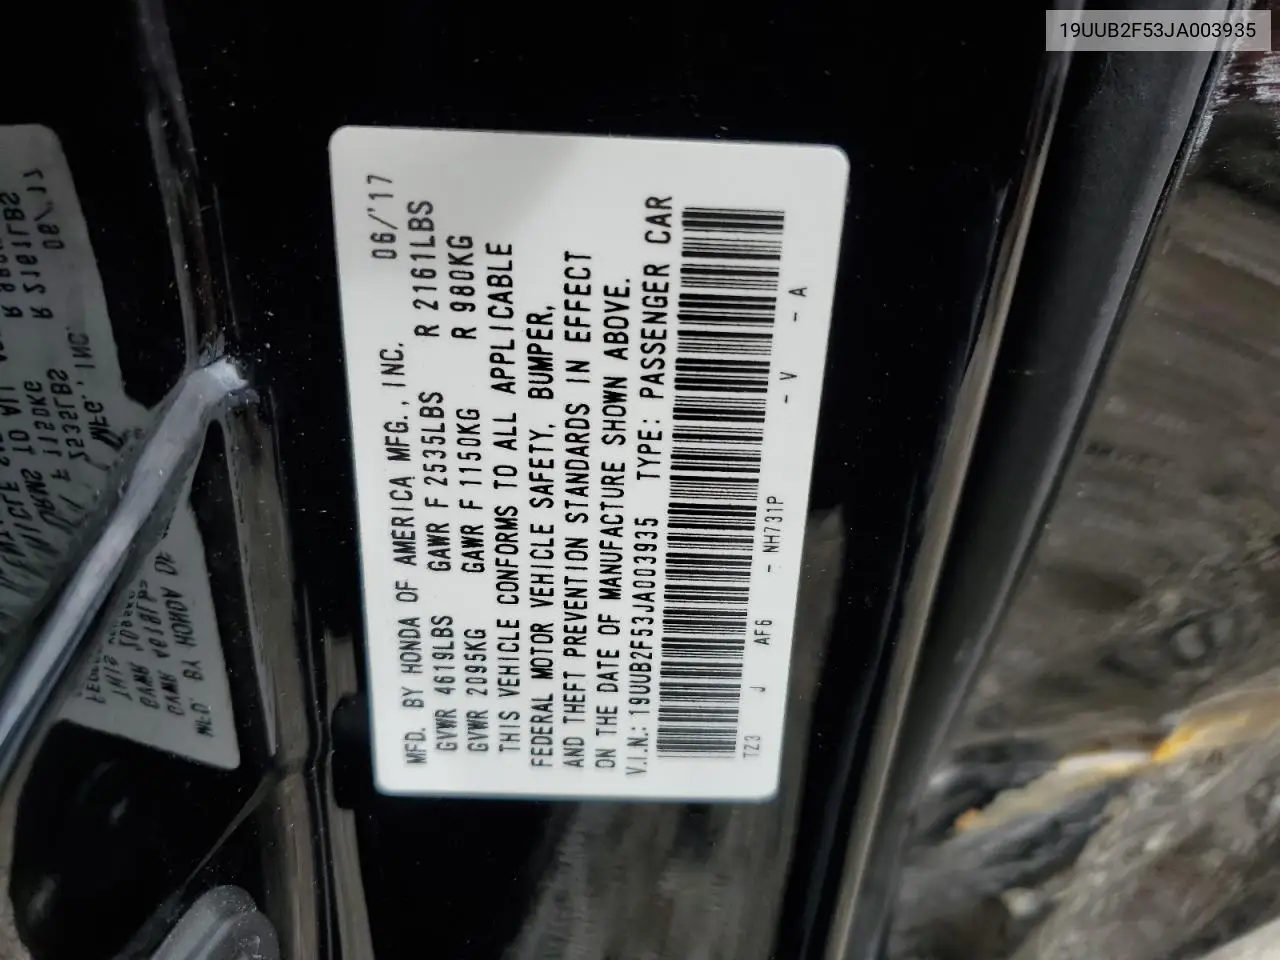 19UUB2F53JA003935
MFD. BY HONDA OF AMERICA MFG., INC. 06/'17
GVWR 4619LBS GAWR F 2535LBS R 2161LBS
GVWR 2095KG GAWR F 1150KG R 980KG
THIS VEHICLE CONFORMS TO ALL APPLICABLE
FEDERAL MOTOR VEHICLE SAFETY, BUMPER,
AND THEFT PREVENTION STANDARDS IN EFFECT
ON THE DATE OF MANUFACTURE SHOWN ABOVE.
V.I.N.: 19UUB2F53JA003935 TYPE: PASSENGER CAR
TZ3 J AF6 - NH731P - V - A